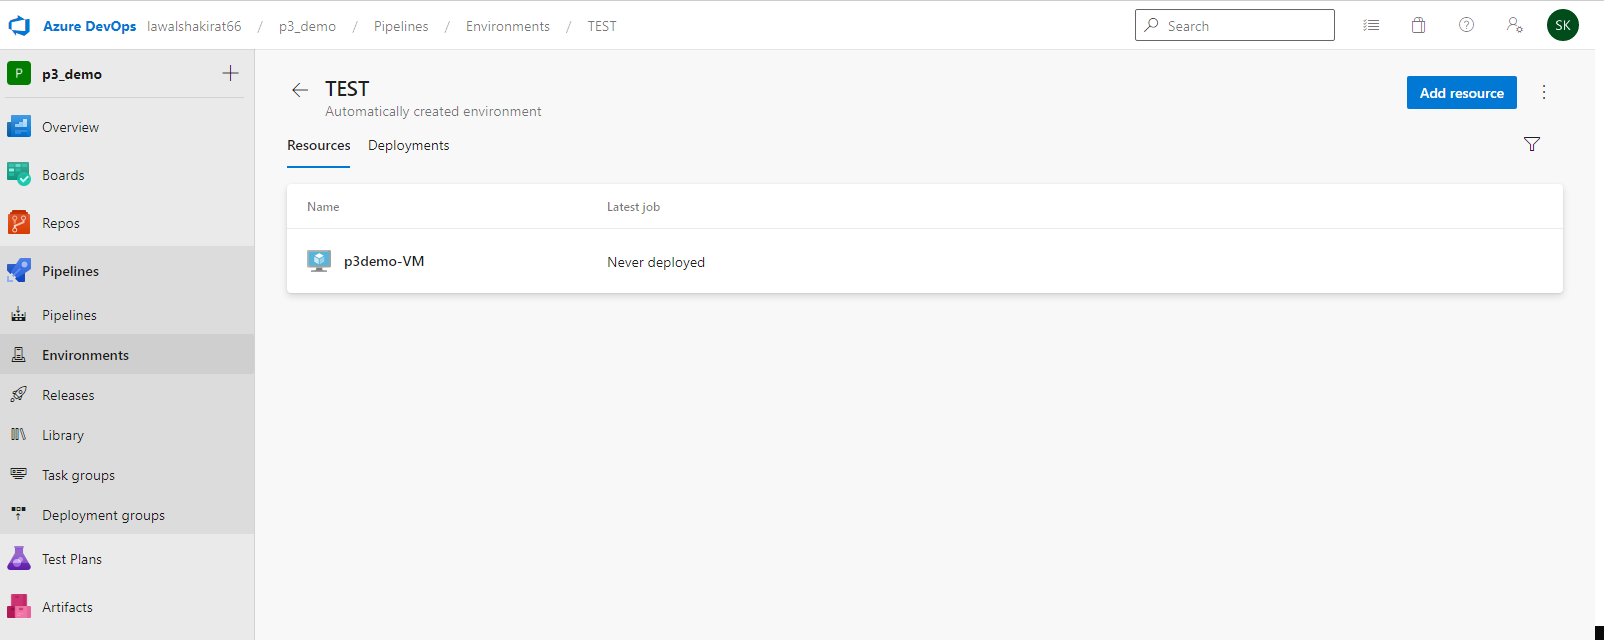 Azure DevOps lawalshakirat66 / p3_demo / Pipelines / Environments / TEST Search SK
P p3_demo
Overview
Boards
Repos
Pipelines
Pipelines
Environments
Releases
Library
Task groups
Deployment groups
Test Plans
Artifacts
TEST
Automatically created environment
Add resource
Resources Deployments
Name Latest job
p3demo-VM Never deployed